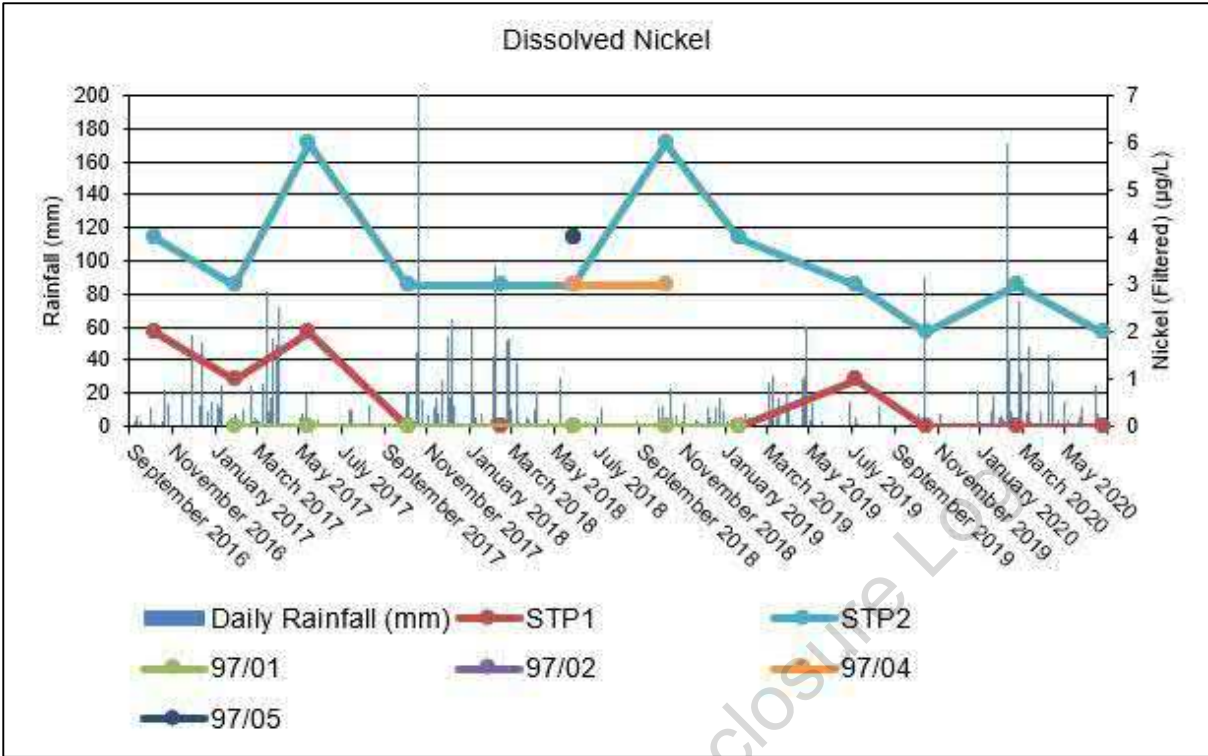 Dissolved Nickel
200
180
160
140
120
100
80
60
40
20
0
Rainfall (mm)
7
6
5
4
3
2
1
0
Nickel (Filtered) (µg/L)
September 2016
November 2016
January 2017
March 2017
May 2017
July 2017
September 2017
November 2017
January 2018
March 2018
May 2018
July 2018
September 2018
November 2018
January 2019
March 2019
May 2019
July 2019
September 2019
November 2019
January 2020
March 2020
May 2020
Daily Rainfall (mm) STP1 STP2
97/01 97/02 97/04
97/05
closure Log